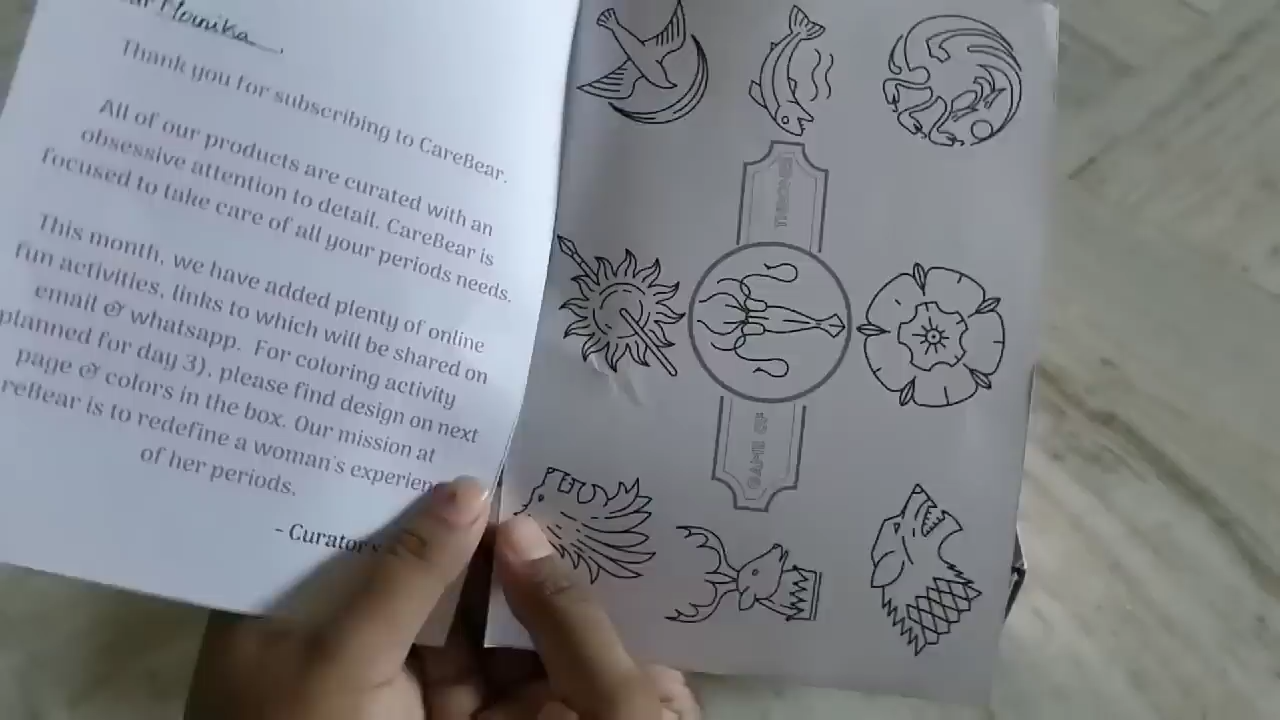 Mounika
Thank you for subscribing to CareBear.
All of our products are curated with an
obsessive attention to detail. CareBear is
focused to take care of all your periods needs.
This month, we have added plenty of online
fun activities, links to which will be shared on
email & whatsapp. For coloring activity
planned for day 3), please find design on next
page & colors in the box. Our mission at
reBear is to redefine a woman's experien
of her periods.
- Curator's
GAME OF
THRONES